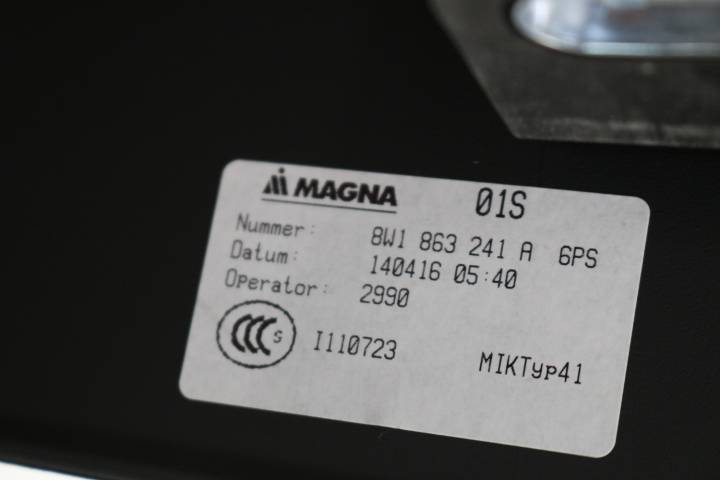 MAGNA 01S
Nummer: 8W1 863 241 A 6PS
Datum: 140416 05:40
Operator: 2990
CCC S I110723 MIKTyp41